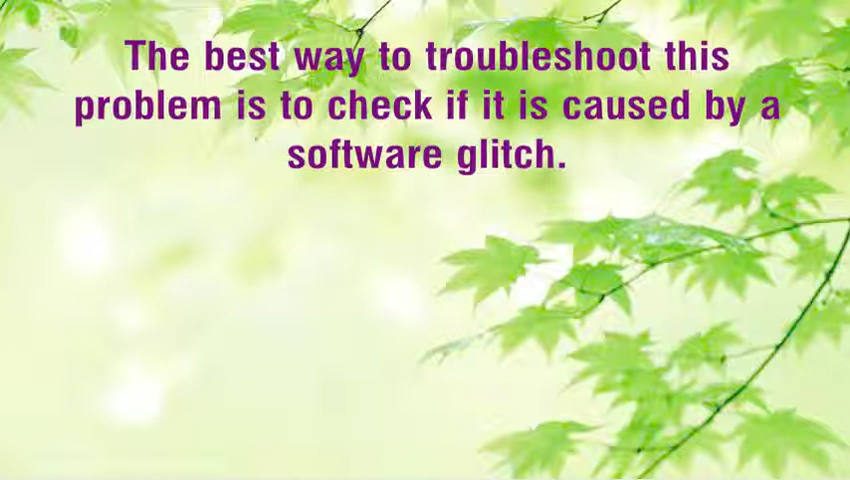 The best way to troubleshoot this
problem is to check if it is caused by a
software glitch.